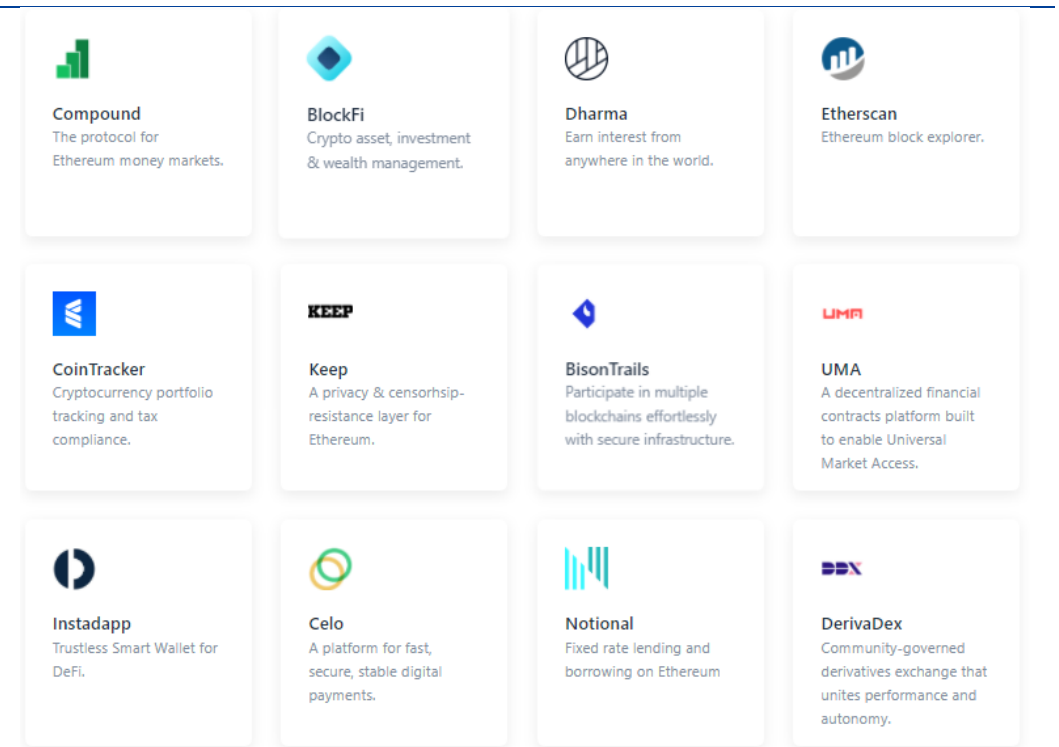 Compound
The protocol for
Ethereum money markets.
BlockFi
Crypto asset, investment
& wealth management.
Dharma
Earn interest from
anywhere in the world.
Etherscan
Ethereum block explorer.
CoinTracker
Cryptocurrency portfolio
tracking and tax
compliance.
KEEP
Keep
A privacy & censorhsip-
resistance layer for
Ethereum.
BisonTrails
Participate in multiple
blockchains effortlessly
with secure infrastructure.
UMA
UMA
A decentralized financial
contracts platform built
to enable Universal
Market Access.
Instadapp
Trustless Smart Wallet for
DeFi.
Celo
A platform for fast,
secure, stable digital
payments.
Notional
Fixed rate lending and
borrowing on Ethereum
DDX
DerivaDex
Community-governed
derivatives exchange that
unites performance and
autonomy.